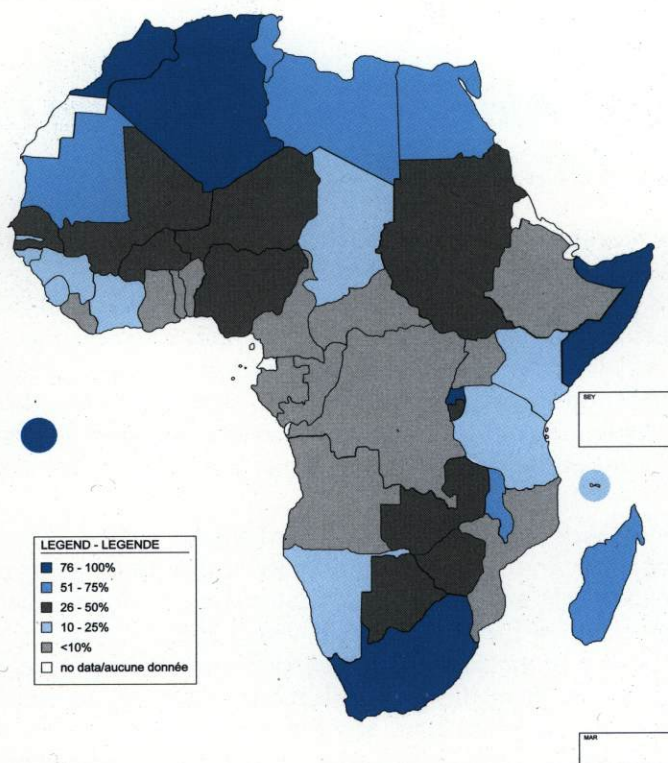 SEY
LEGEND - LEGENDE
76 - 100%
51 - 75%
26 - 50%
10 - 25%
<10%
no data/aucune donnée
MAR